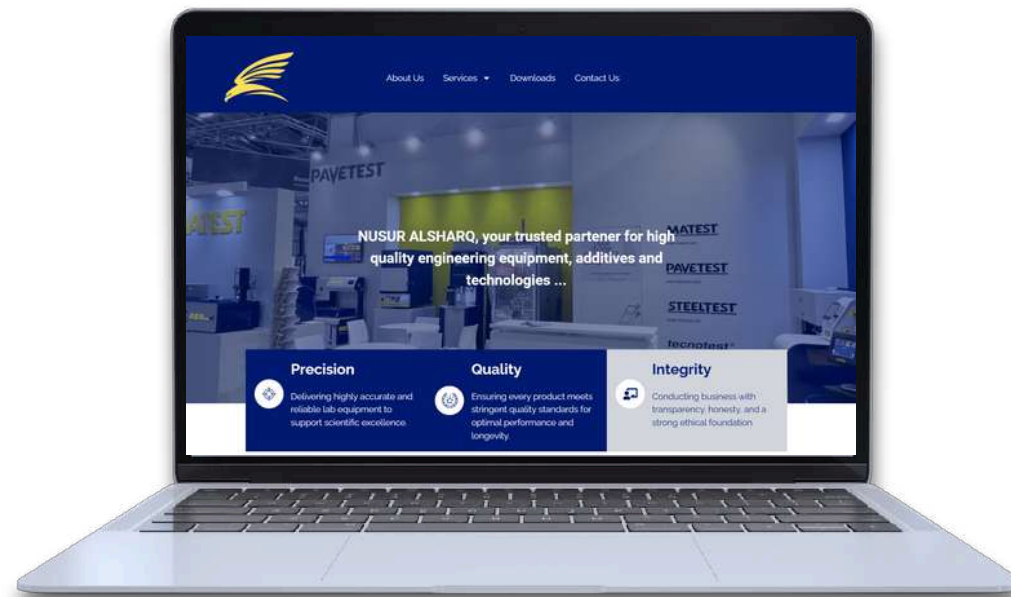 About Us Services Downloads Contact Us
PAVETEST
MATEST
NUSUR ALSHARQ, your trusted partener for high
quality engineering equipment, additives and
technologies ...
MATEST
PAVETEST
STEELTEST
tecnotest
Precision
Delivering highly accurate and
reliable lab equipment to
support scientific excellence.
Quality
Ensuring every product meets
stringent quality standards for
optimal performance and
longevity.
Integrity
Conducting business with
transparency, honesty, and a
strong ethical foundation